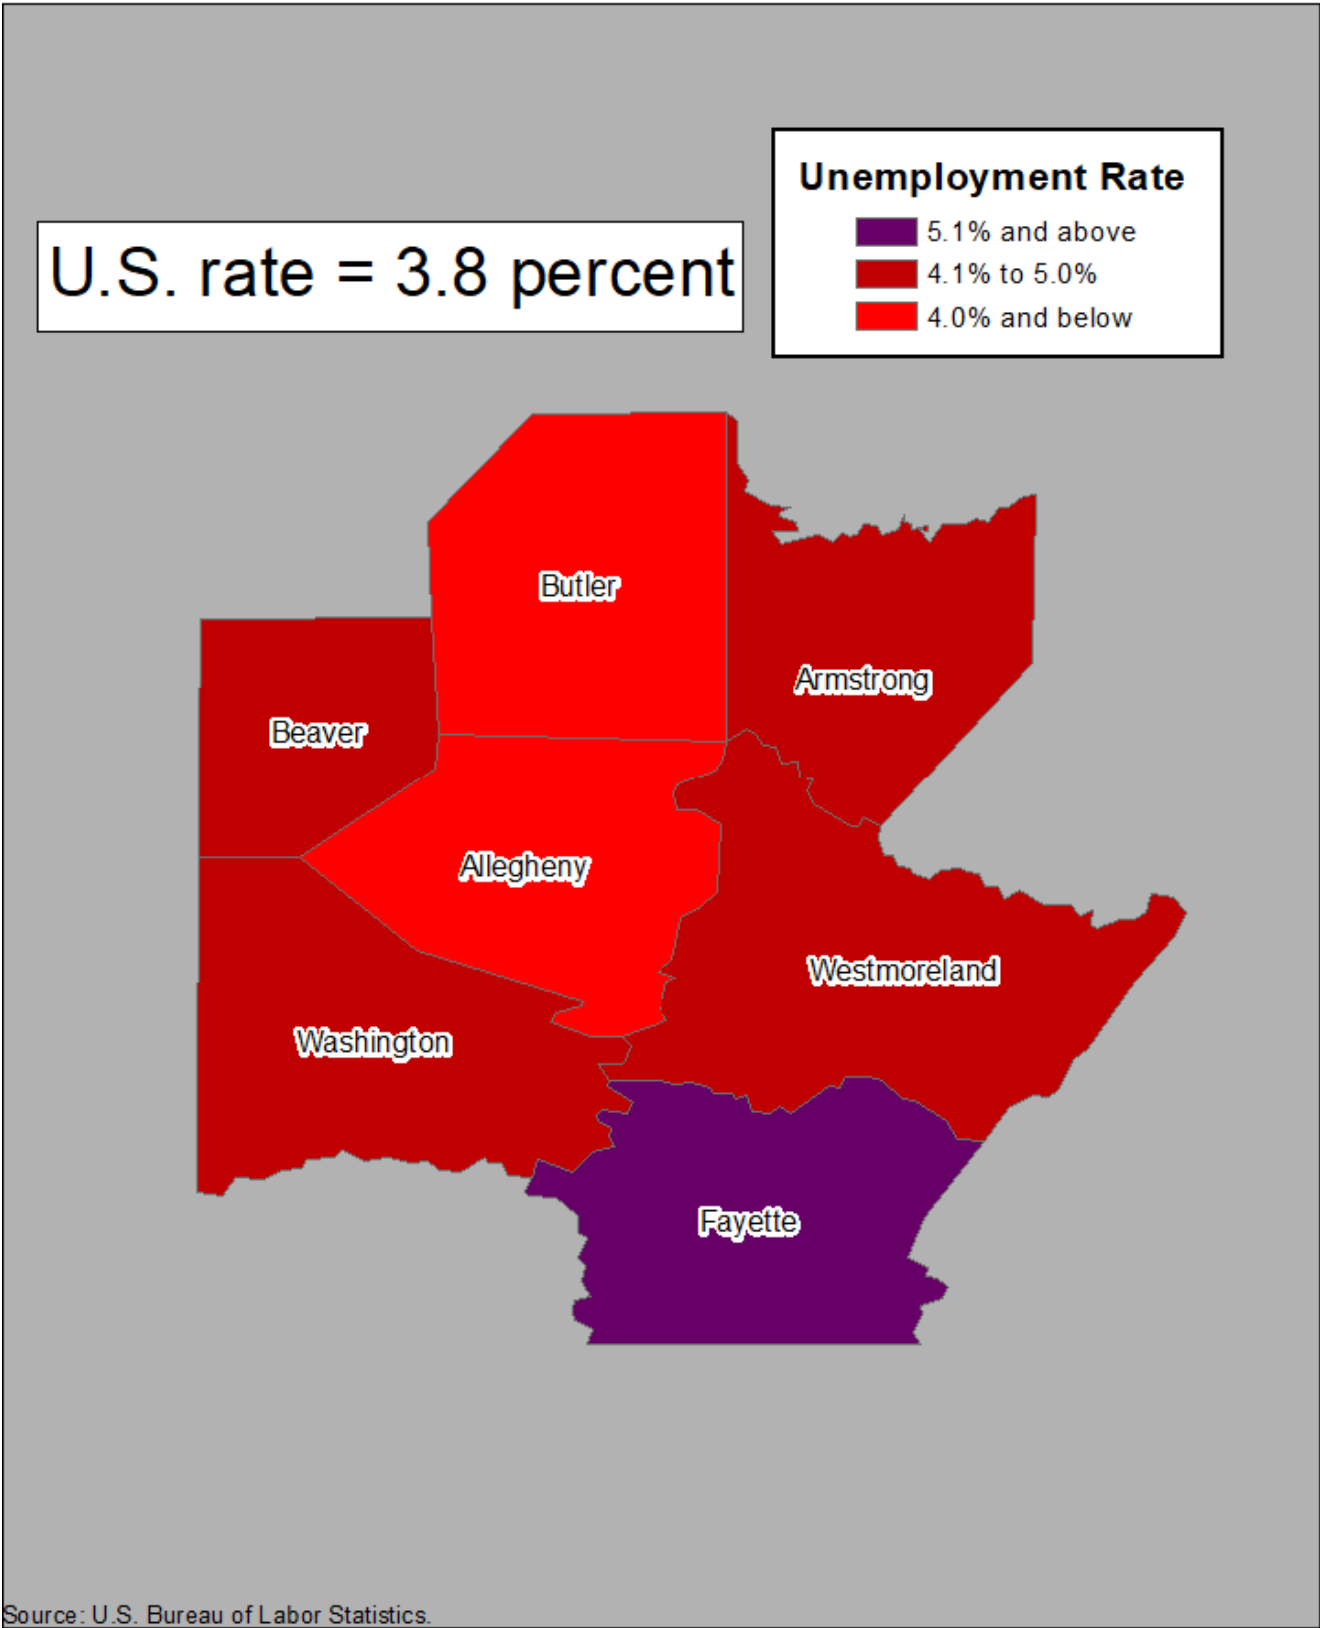 Unemployment Rate
5.1% and above
4.1% to 5.0%
4.0% and below
U.S. rate = 3.8 percent
Butler
Armstrong
Beaver
Allegheny
Westmoreland
Washington
Fayette
Source: U.S. Bureau of Labor Statistics.